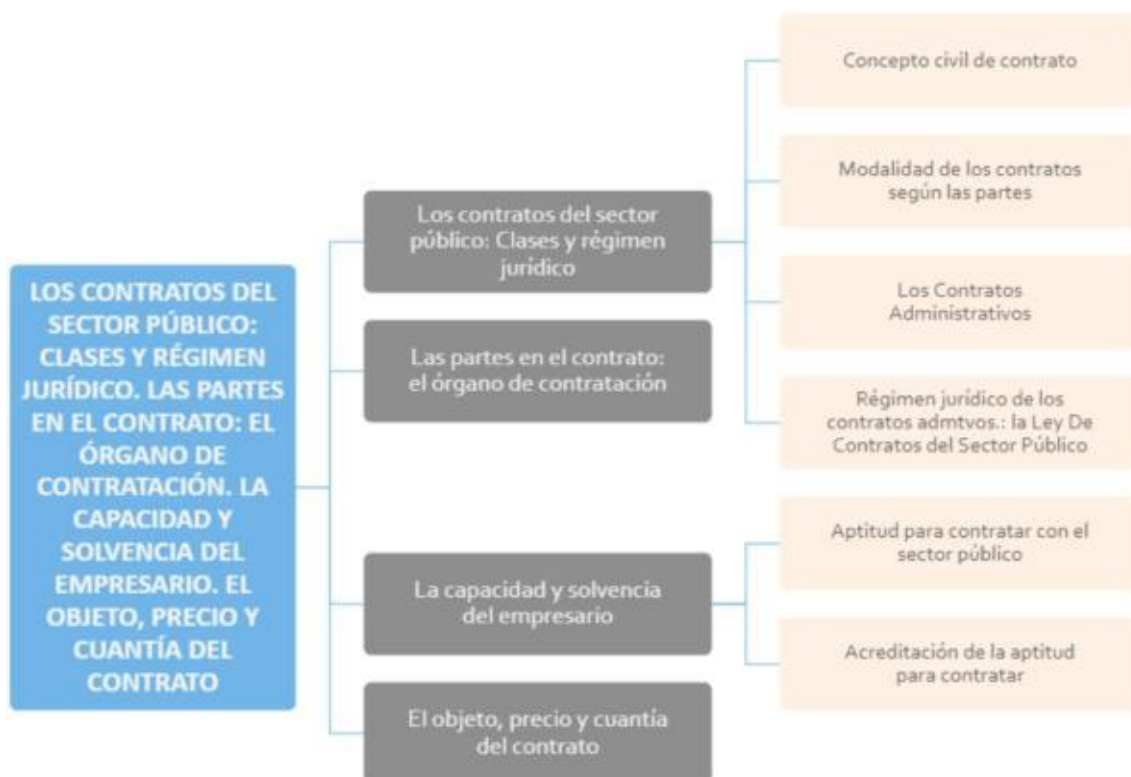 LOS CONTRATOS DEL
SECTOR PÚBLICO:
CLASES Y RÉGIMEN
JURÍDICO. LAS PARTES
EN EL CONTRATO: EL
ÓRGANO DE
CONTRATACIÓN. LA
CAPACIDAD Y
SOLVENCIA DEL
EMPRESARIO. EL
OBJETO, PRECIO Y
CUANTÍA DEL
CONTRATO
Los contratos del sector
público: Clases y régimen
jurídico
Concepto civil de contrato
Modalidad de los contratos
según las partes
Los Contratos
Administrativos
Régimen jurídico de los
contratos admtvos.: la Ley De
Contratos del Sector Público
Las partes en el contrato:
el órgano de contratación
La capacidad y solvencia
del empresario
Aptitud para contratar con el
sector público
Acreditación de la aptitud
para contratar
El objeto, precio y cuantía
del contrato